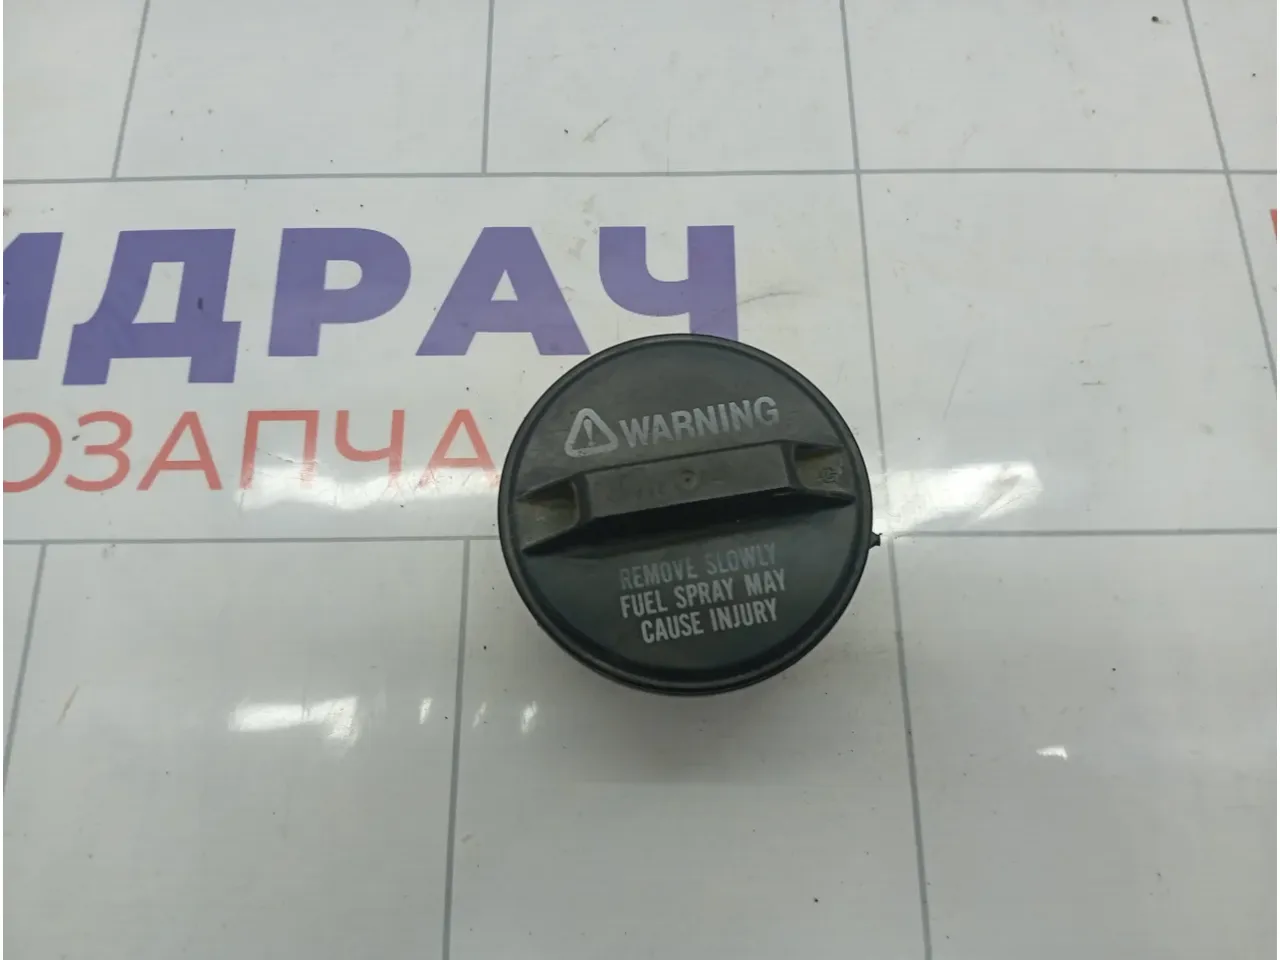 ИДРАЧ
ОЗАПЧА
WARNING
REMOVE SLOWLY
FUEL SPRAY MAY
CAUSE INJURY